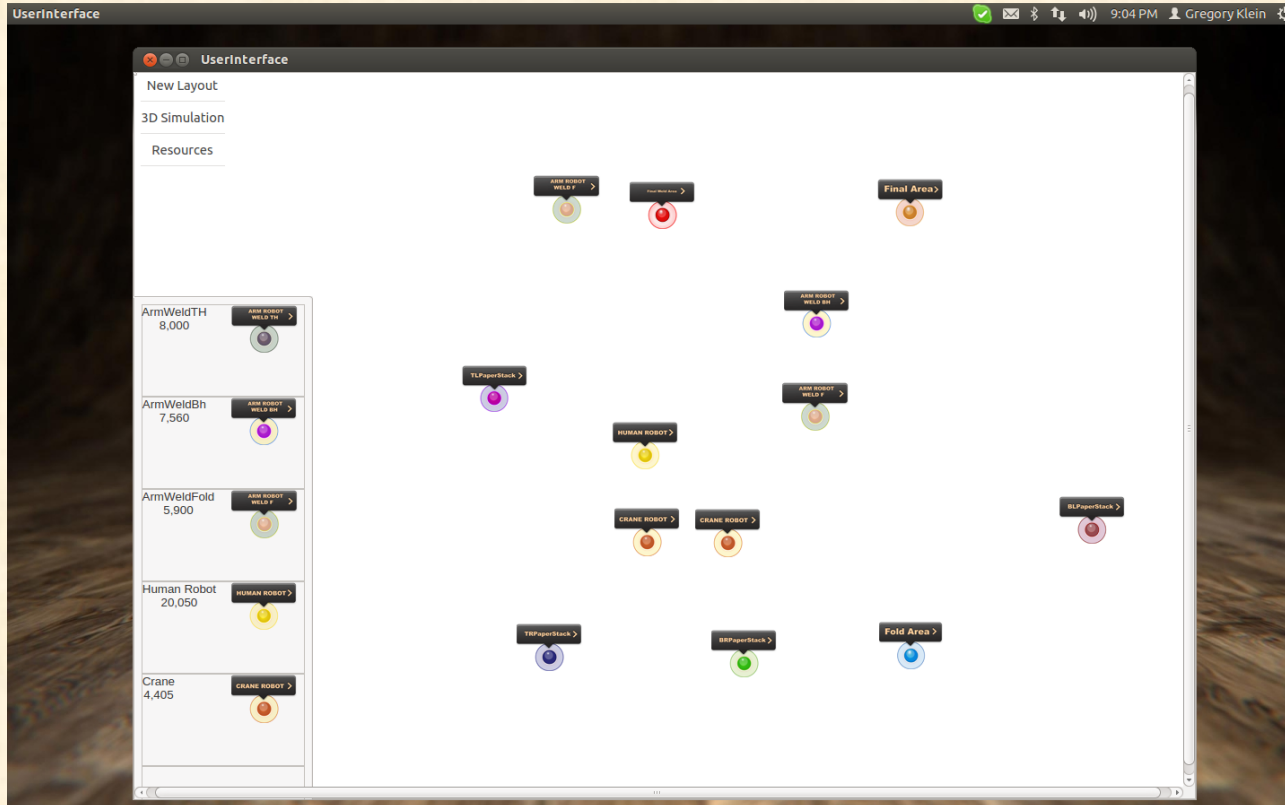 UserInterface
9:04 PM Gregory Klein
UserInterface
New Layout
3D Simulation
Resources
ARM ROBOT
WELD F
Final Weld Area
Final Area
ARM ROBOT
WELD BH
TLPaperStack
ARM ROBOT
WELD F
HUMAN ROBOT
CRANE ROBOT
CRANE ROBOT
BLPaperStack
TRPaperStack
BRPaperStack
Fold Area
ArmWeldTH
8,000
ARM ROBOT
WELD TH
ArmWeldBh
7,560
ARM ROBOT
WELD BH
ArmWeldFold
5,900
ARM ROBOT
WELD F
Human Robot
20,050
HUMAN ROBOT
Crane
4,405
CRANE ROBOT